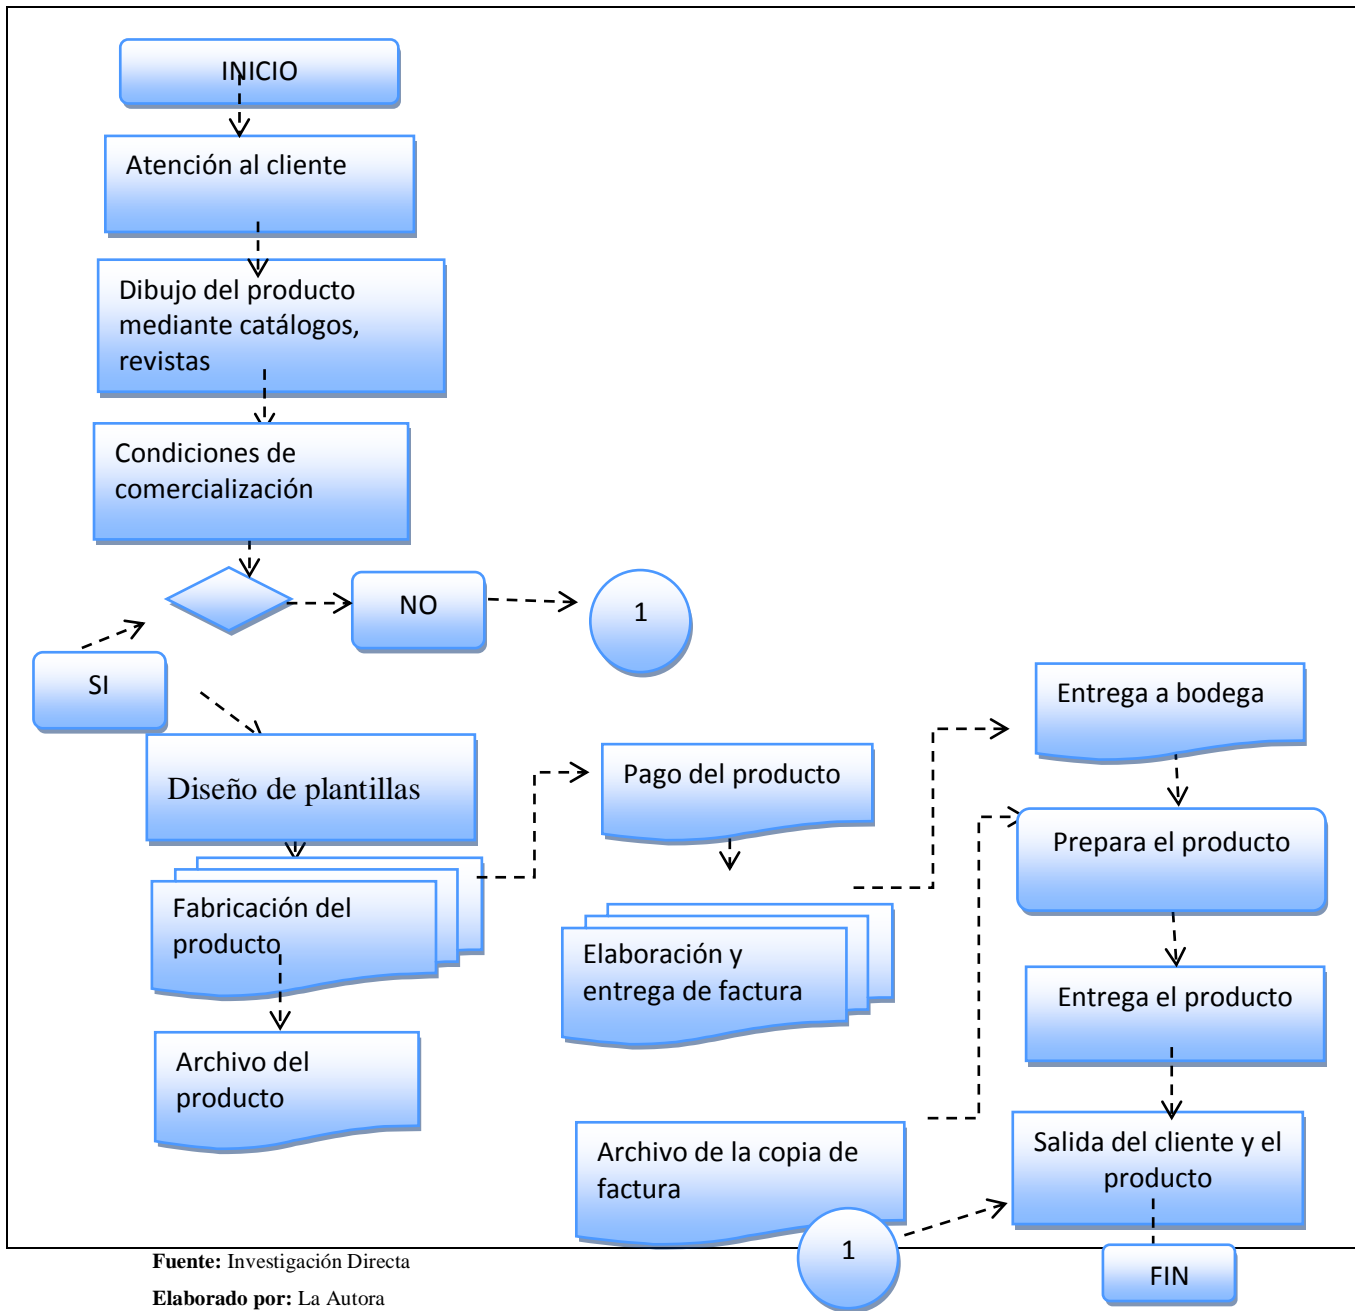 INICIO
Atención al cliente
Dibujo del producto
mediante catálogos,
revistas
Condiciones de
comercialización
NO
1
SI
Diseño de plantillas
Fabricación del
producto
Archivo del
producto
Pago del producto
Elaboración y
entrega de factura
Archivo de la copia de
factura
1
Entrega a bodega
Prepara el producto
Entrega el producto
Salida del cliente y el
producto
FIN
Fuente: Investigación Directa
Elaborado por: La Autora